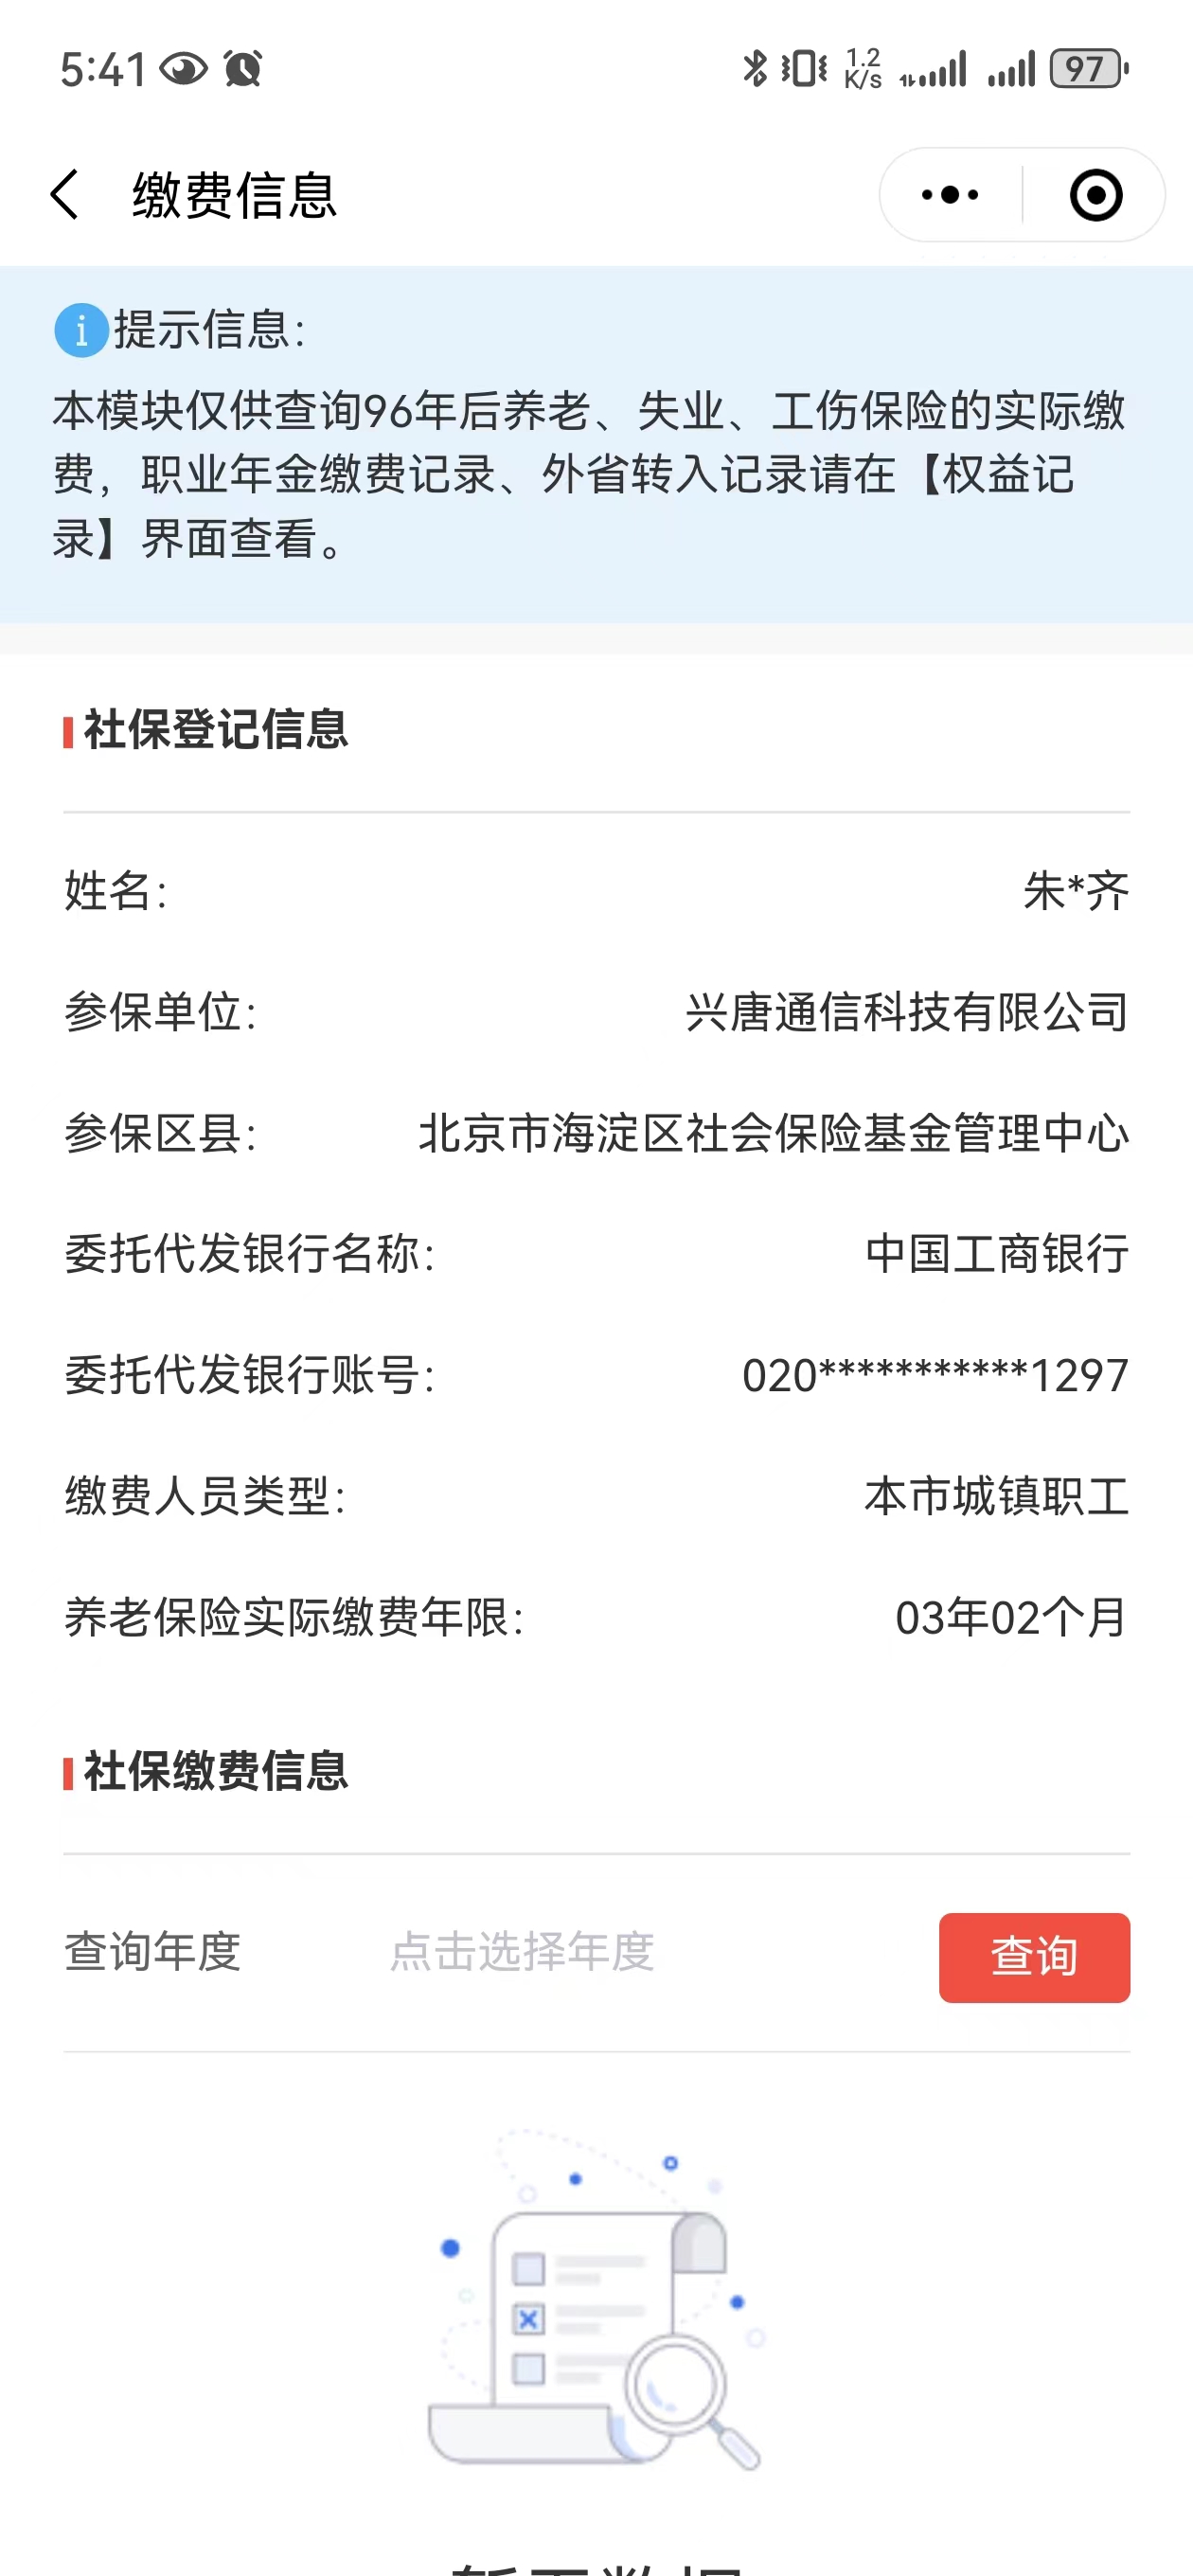 5:41
1.2
K/s
97
缴费信息
提示信息：
本模块仅供查询96年后养老、失业、工伤保险的实际缴
费，职业年金缴费记录、外省转入记录请在【权益记
录】界面查看。
社保登记信息
姓名： 朱*齐
参保单位： 兴唐通信科技有限公司
参保区县： 北京市海淀区社会保险基金管理中心
委托代发银行名称： 中国工商银行
委托代发银行账号： 020***********1297
缴费人员类型： 本市城镇职工
养老保险实际缴费年限： 03年02个月
社保缴费信息
查询年度 点击选择年度 查询